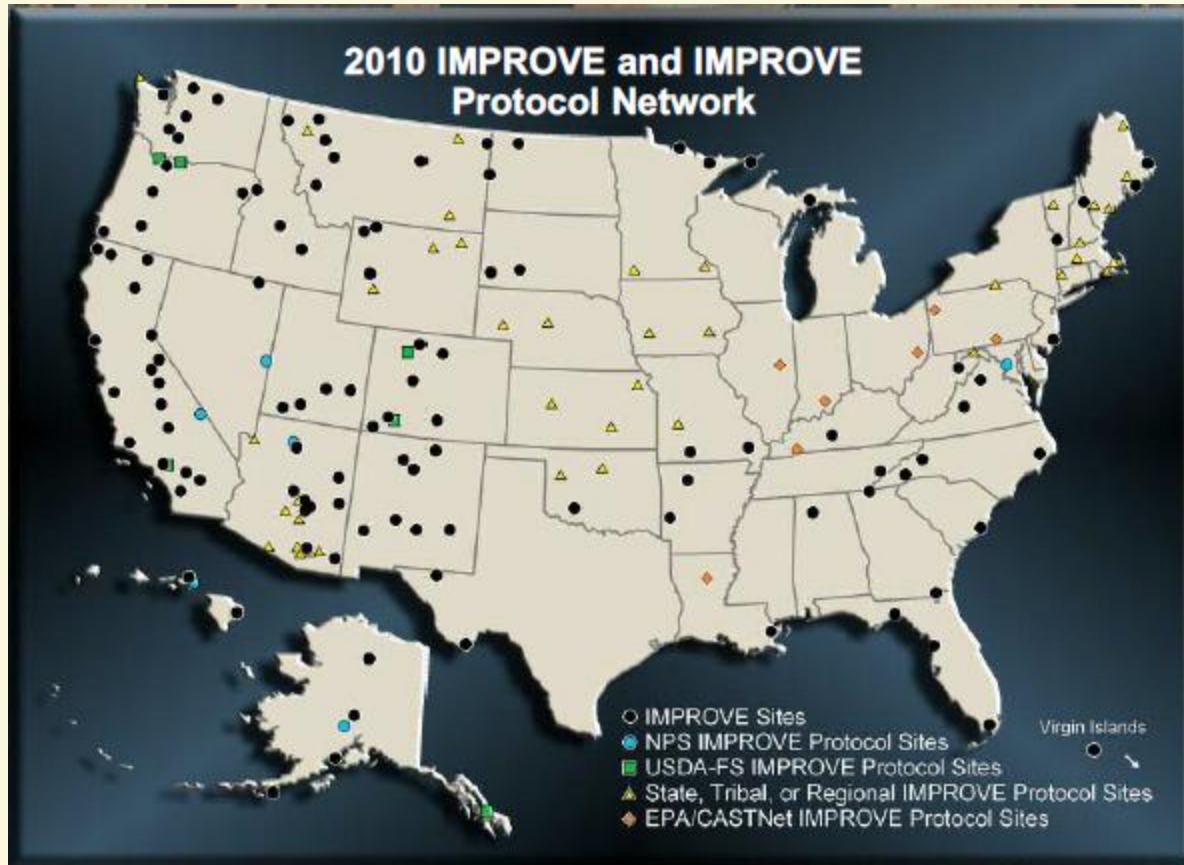 2010 IMPROVE and IMPROVE
Protocol Network
IMPROVE Sites
NPS IMPROVE Protocol Sites
USDA-FS IMPROVE Protocol Sites
State, Tribal, or Regional IMPROVE Protocol Sites
EPA/CASTNet IMPROVE Protocol Sites
Virgin Islands